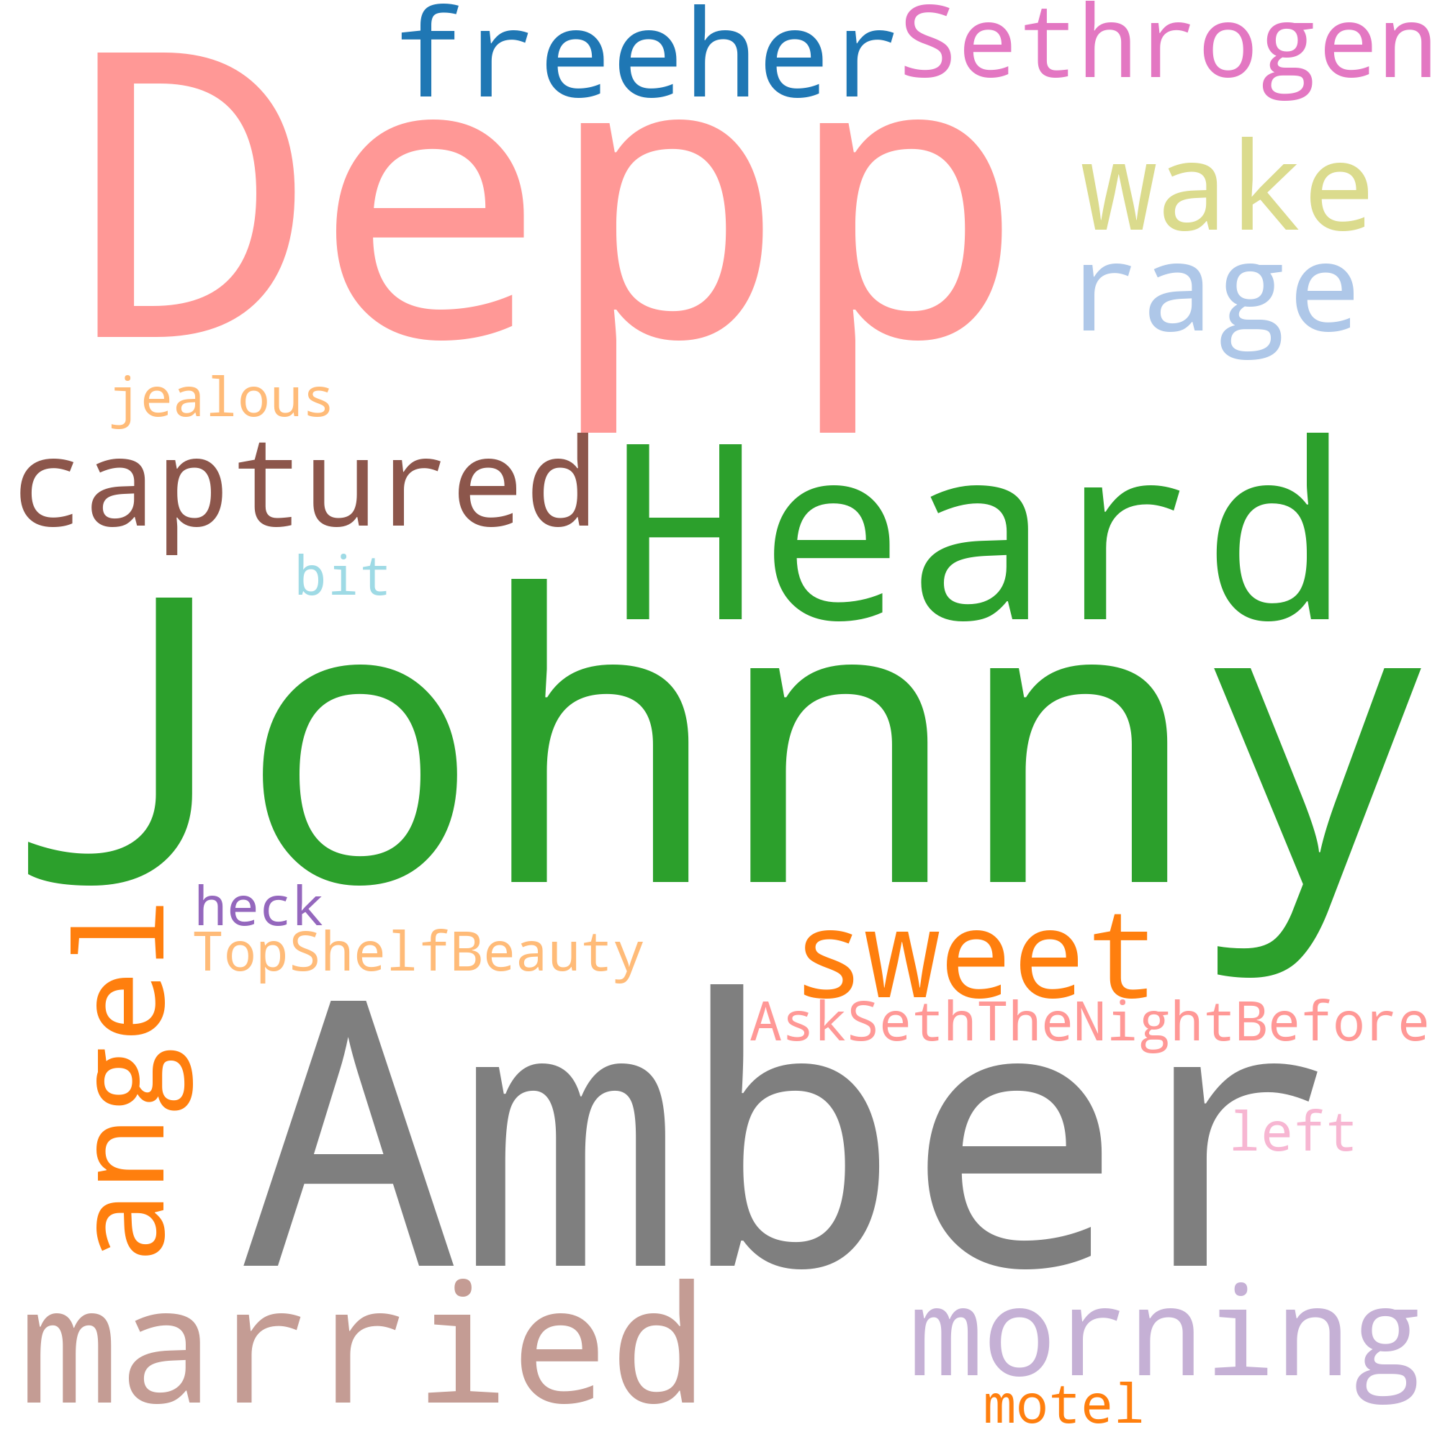 freeher Sethrogen
Depp
wake
rage
jealous
captured
Heard
bit
Johnny
heck
angel
TopShelfBeauty
sweet
AskSethTheNightBefore
Amber
left
married
morning
motel